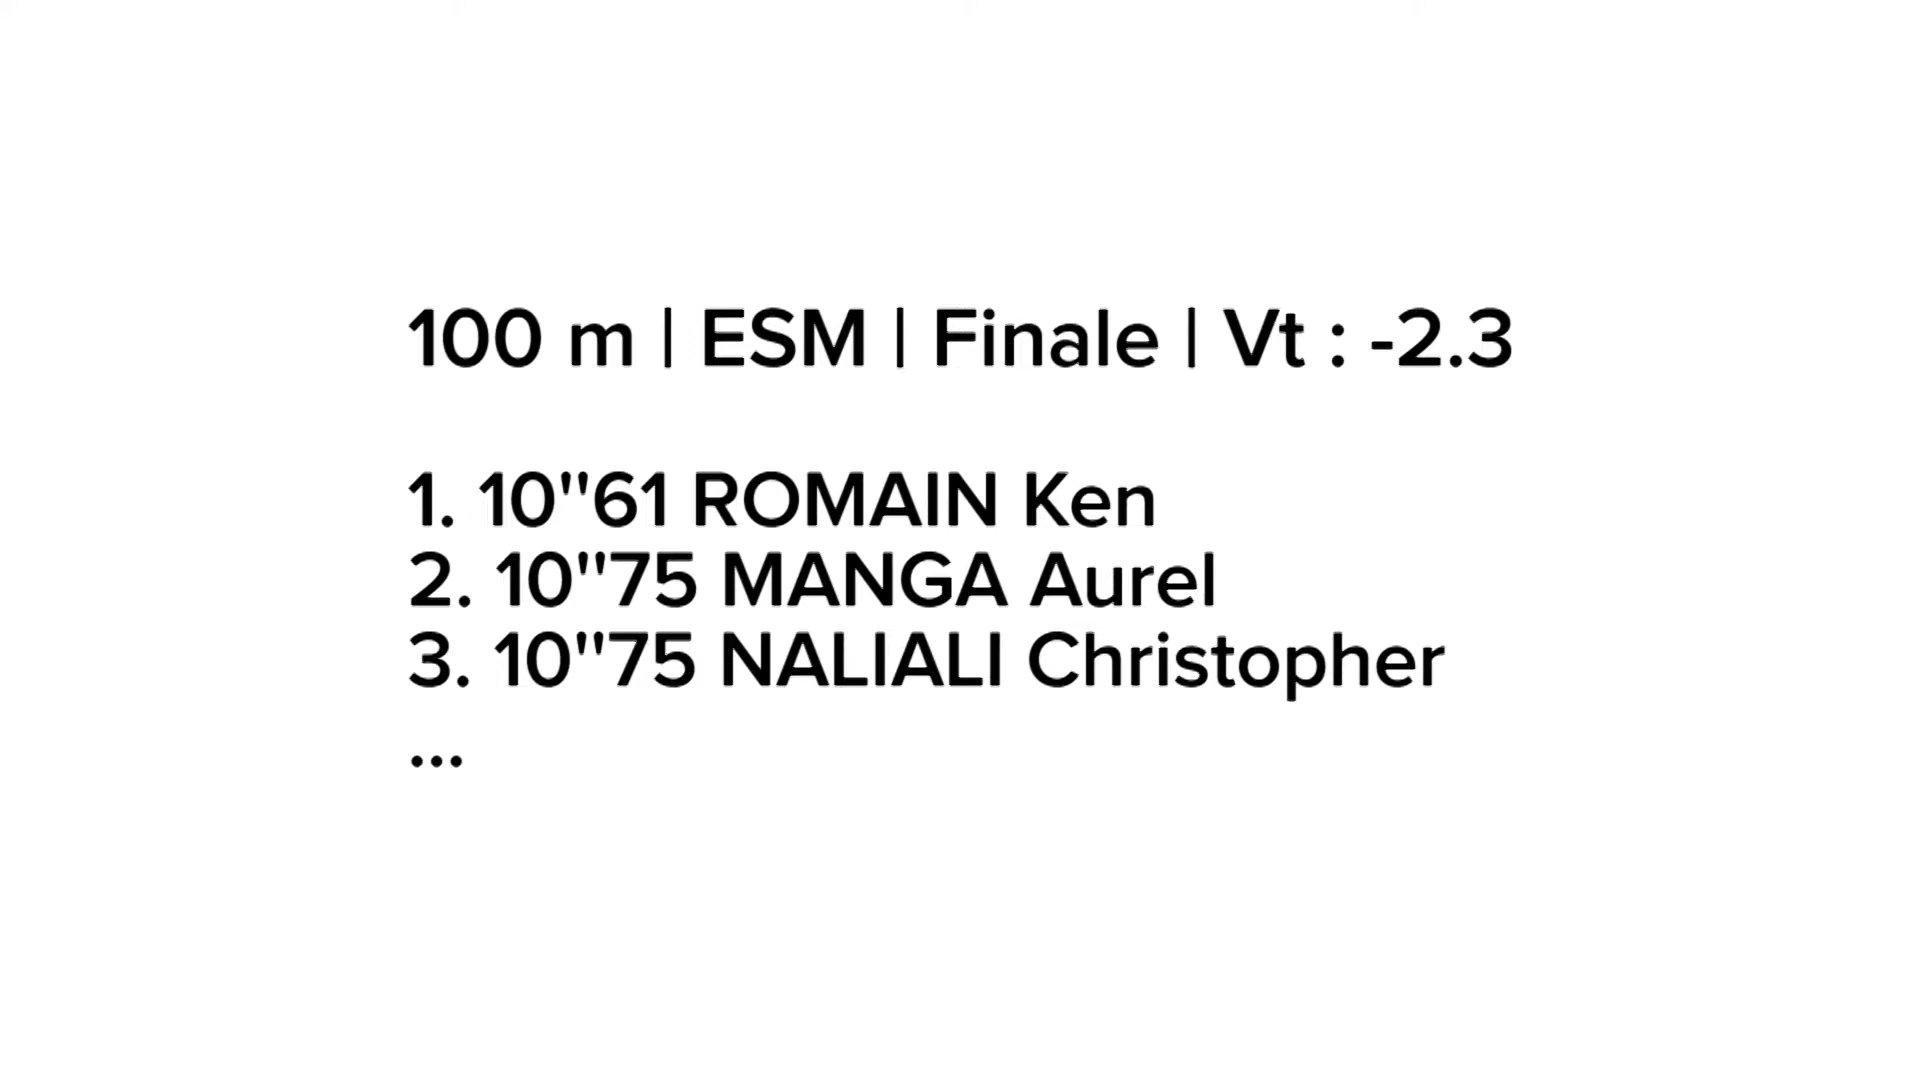 100 m | ESM | Finale | Vt : -2.3
1. 10''61 ROMAIN Ken
2. 10''75 MANGA Aurel
3. 10''75 NALIALI Christopher
...